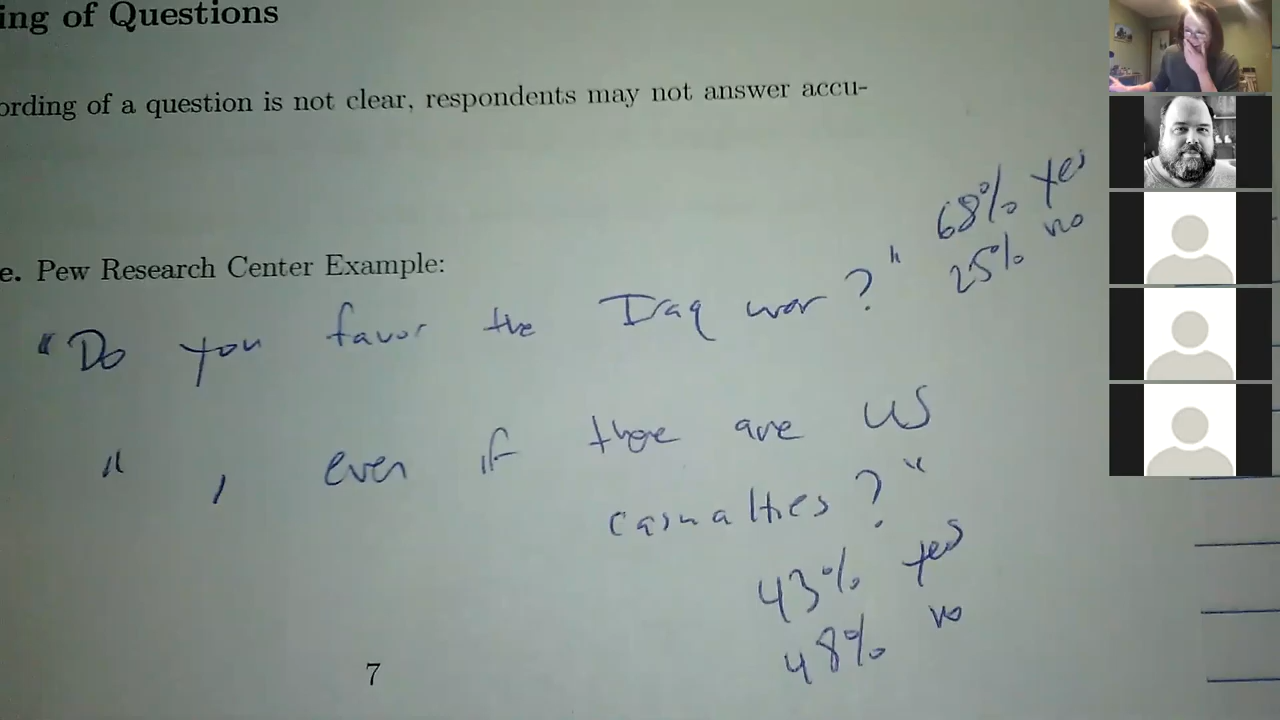 ing of Questions
ording of a question is not clear, respondents may not answer accu-
e. Pew Research Center Example:
68% yes
25% no
"Do you favor the Iraq war?"
" , even if there are US
casualties?"
43% yes
48% no
7